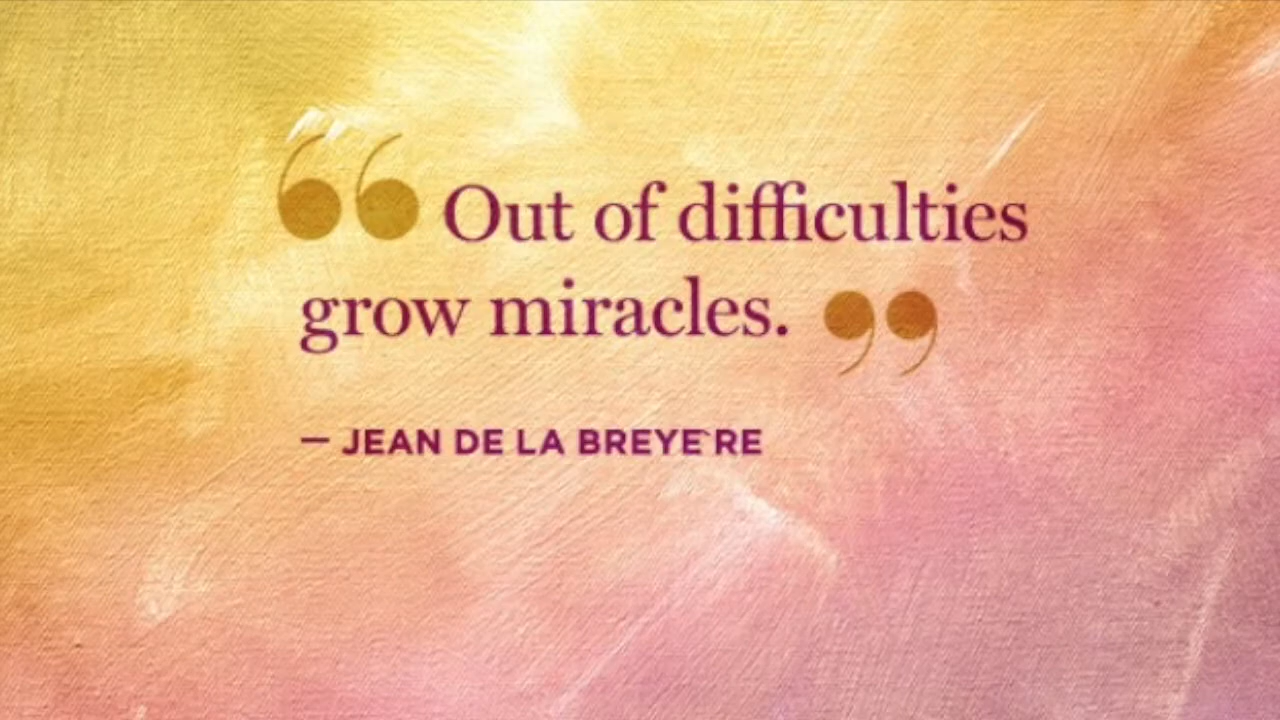 “ Out of difficulties
grow miracles. ”
— JEAN DE LA BREYE`RE